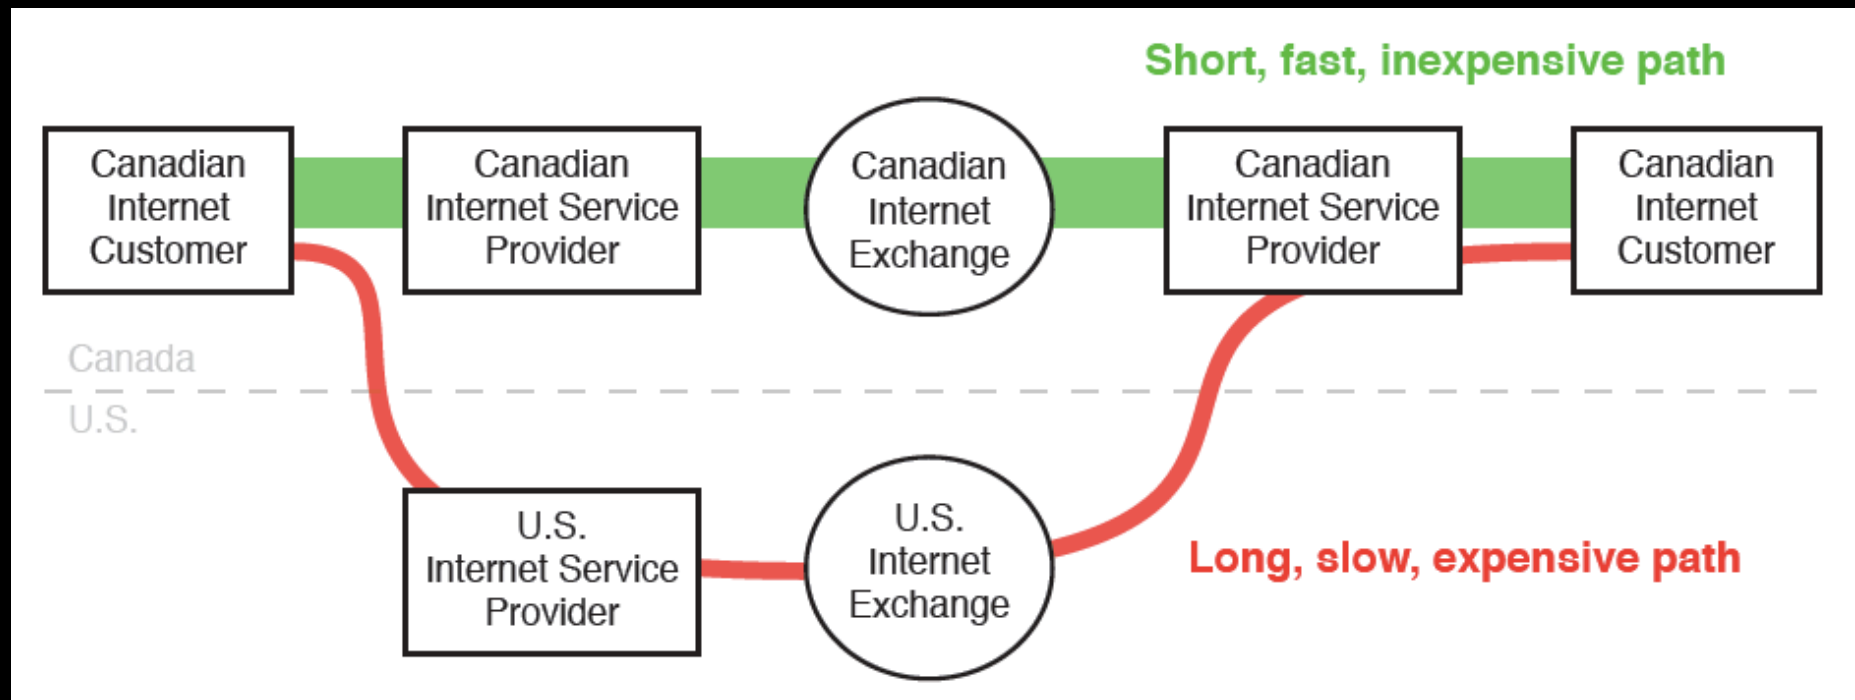 Short, fast, inexpensive path
Canadian
Internet
Customer
Canadian
Internet Service
Provider
Canadian
Internet
Exchange
Canadian
Internet Service
Provider
Canadian
Internet
Customer
Canada
U.S.
U.S.
Internet Service
Provider
U.S.
Internet
Exchange
Long, slow, expensive path